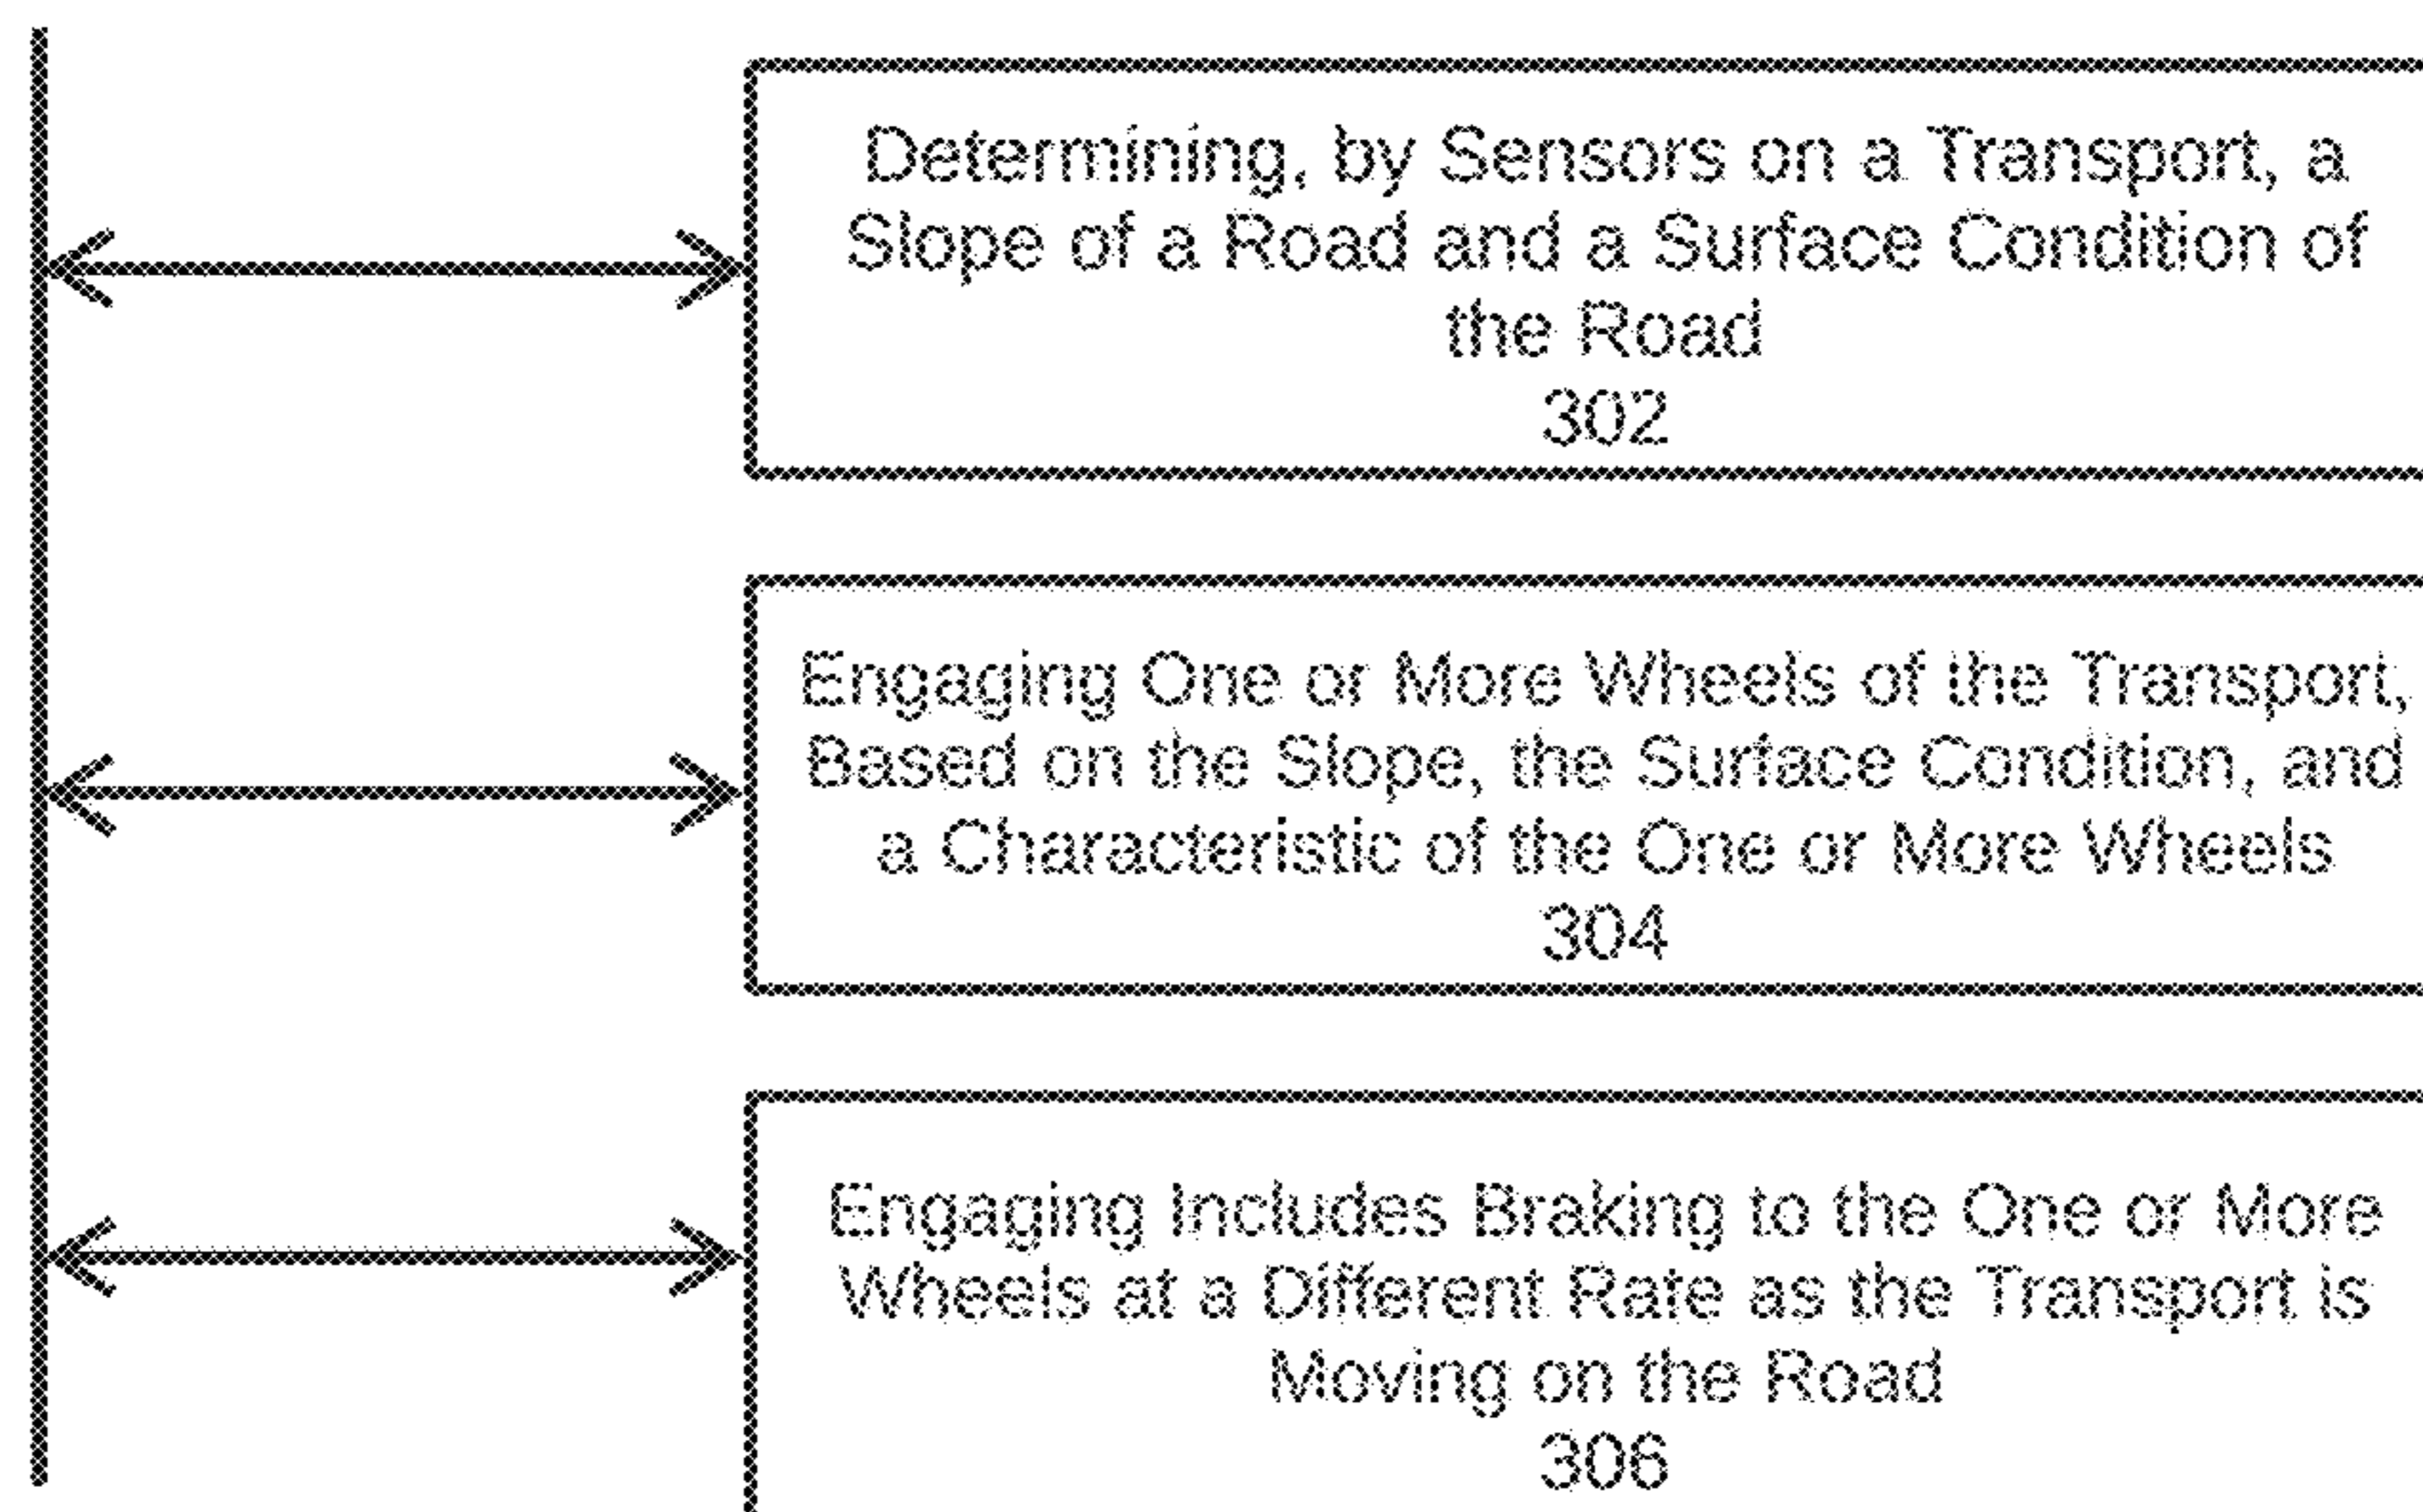 Determining, by Sensors on a Transport, a
Slope of a Road and a Surface Condition of
the Road
302
Engaging One or More Wheels of the Transport,
Based on the Slope, the Surface Condition, and
a Characteristic of the One or More Wheels
304
Engaging Includes Braking to the One or More
Wheels at a Different Rate as the Transport is
Moving on the Road
306